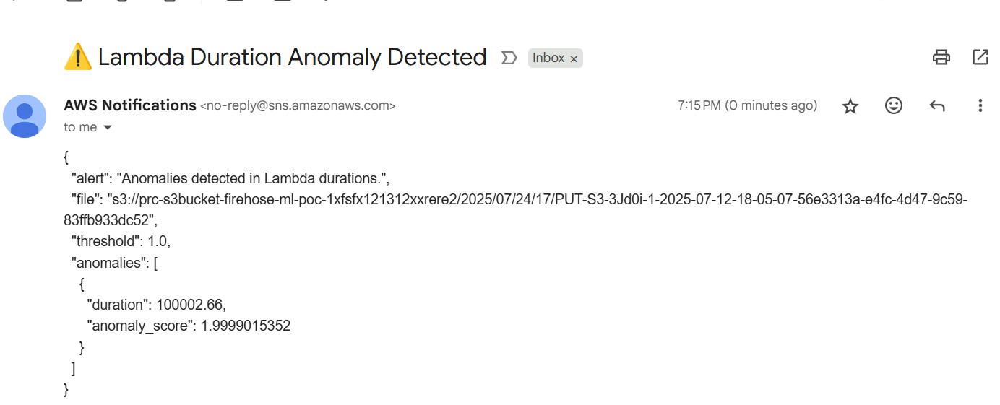 ⚠️ Lambda Duration Anomaly Detected Inbox ×
AWS Notifications <no-reply@sns.amazonaws.com> 7:15 PM (0 minutes ago)
to me
{
"alert": "Anomalies detected in Lambda durations.",
"file": "s3://prc-s3bucket-firehose-ml-poc-1xfsfx121312xxrere2/2025/07/24/17/PUT-S3-3Jd0i-1-2025-07-12-18-05-07-56e3313a-e4fc-4d47-9c59-
83ffb933dc52",
"threshold": 1.0,
"anomalies": [
{
"duration": 100002.66,
"anomaly_score": 1.9999015352
}
]
}